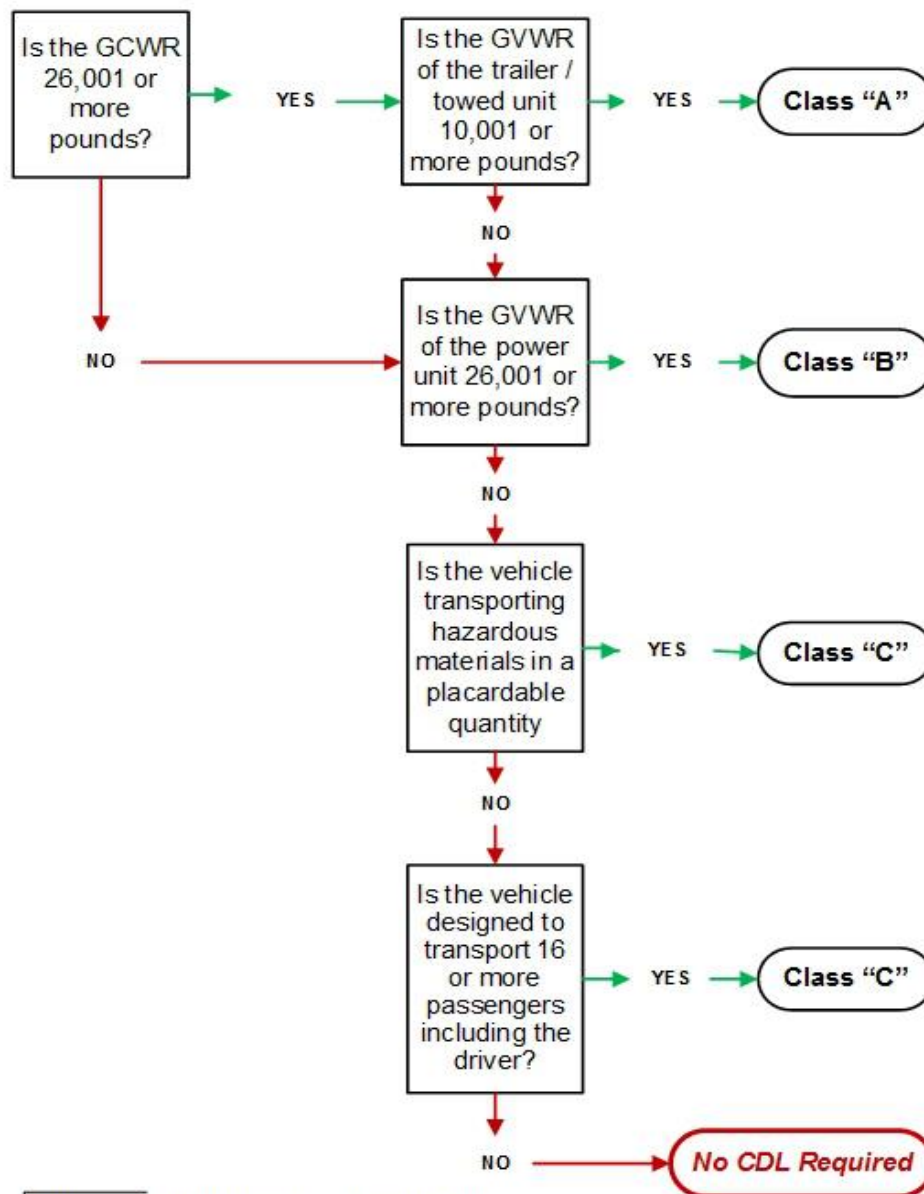 Is the GCWR
26,001 or
more
pounds?
YES
Is the GVWR
of the trailer /
towed unit
10,001 or
more pounds?
YES
Class “A”
NO
NO
Is the GVWR
of the power
unit 26,001 or
more pounds?
YES
Class “B”
NO
Is the vehicle
transporting
hazardous
materials in a
placardable
quantity
YES
Class “C”
NO
Is the vehicle
designed to
transport 16
or more
passengers
including the
driver?
YES
Class “C”
NO
No CDL Required